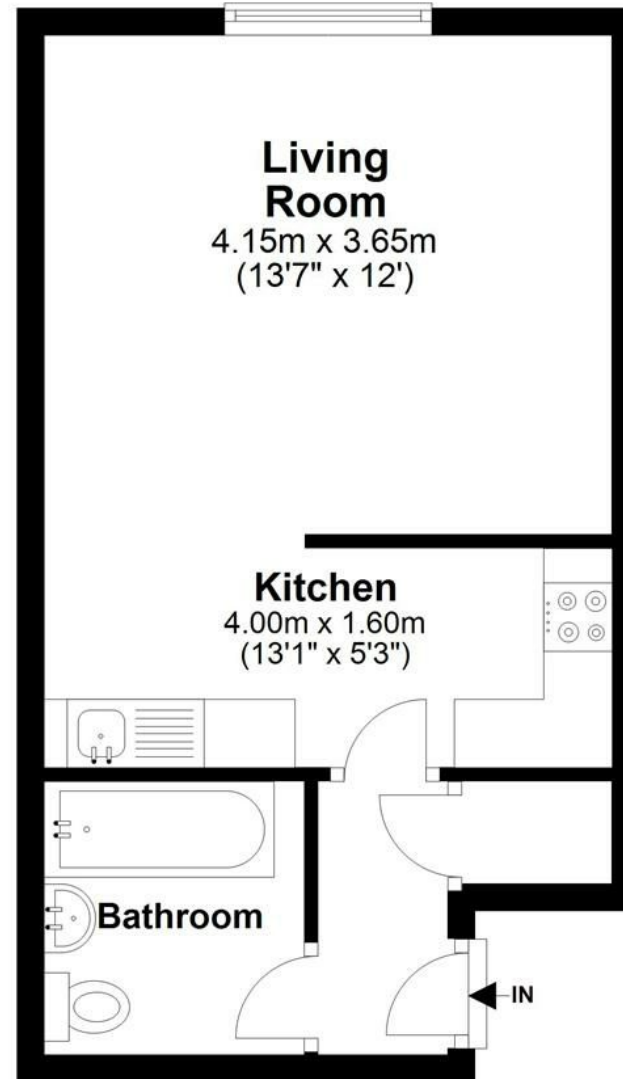 Living
Room
4.15m x 3.65m
(13'7" x 12')
Kitchen
4.00m x 1.60m
(13'1" x 5'3")
Bathroom
IN